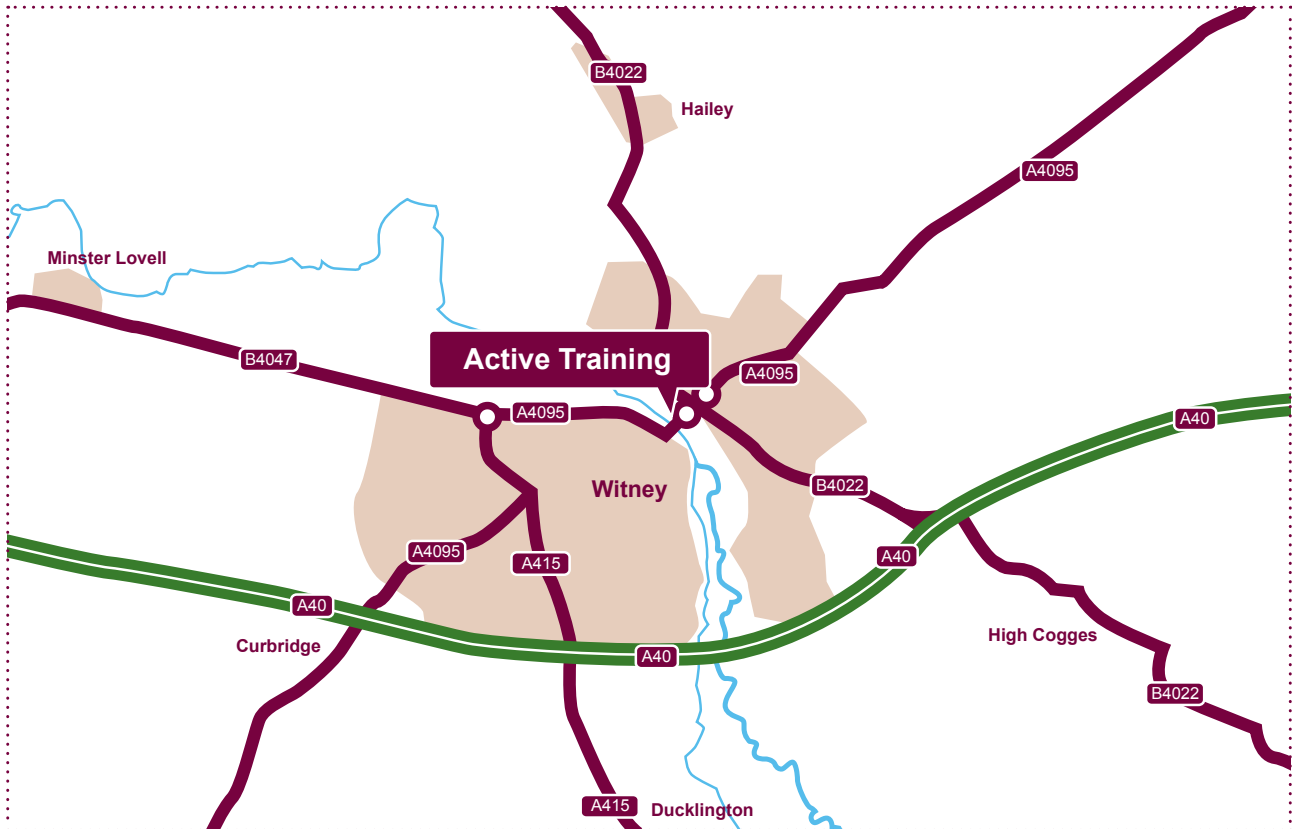 B4022
Hailey
A4095
Minster Lovell
B4047
Active Training
A4095
A4095
A40
Witney
B4022
A4095
A415
A40
A40
Curbridge
High Cogges
A40
B4022
A415
Ducklington